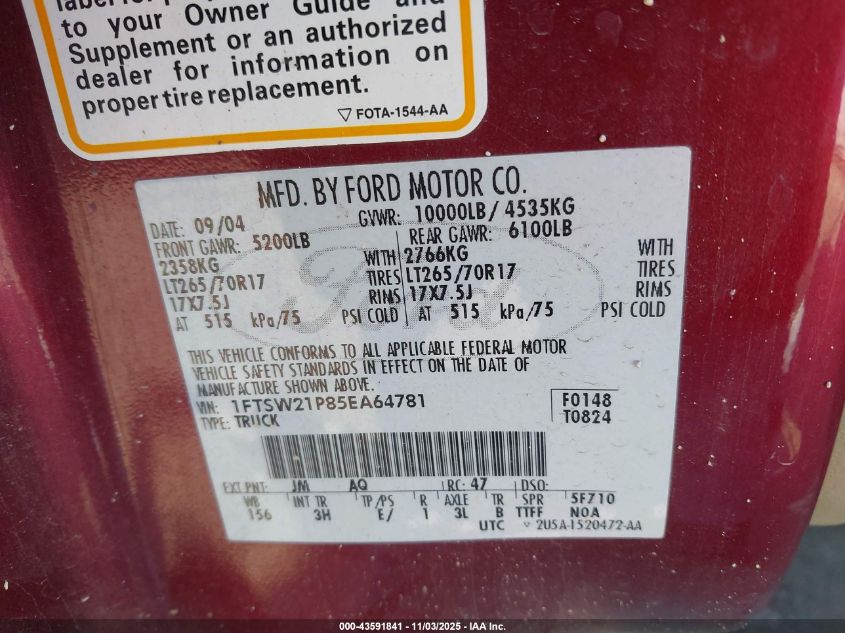 label for
to your Owner Guide and
Supplement or an authorized
dealer for information on
proper tire replacement.
▽ F0TA-1544-AA
MFD. BY FORD MOTOR CO.
DATE: 09/04 GVWR: 10000LB/ 4535KG
FRONT GAWR: 5200LB REAR GAWR: 6100LB
2358KG WITH 2766KG WITH
LT265/70R17 TIRES LT265/70R17 TIRES
17X7.5J RIMS 17X7.5J RIMS
AT 515 kPa/75 PSI COLD AT 515 kPa/75 PSI COLD
Ford
THIS VEHICLE CONFORMS TO ALL APPLICABLE FEDERAL MOTOR
VEHICLE SAFETY STANDARDS IN EFFECT ON THE DATE OF
MANUFACTURE SHOWN ABOVE.
VIN: 1FTSW21P85EA64781 F0148
TYPE: TRUCK T0824
EXT PNT: JM AQ RC: 47 DSO:
WB INT TR TP/PS R AXLE TR SPR 5F710
156 3H E/ 1 3L B TTFF NOA
UTC ▽ 2U5A-1520472-AA
000-43591841 - 11/03/2025 - IAA Inc.